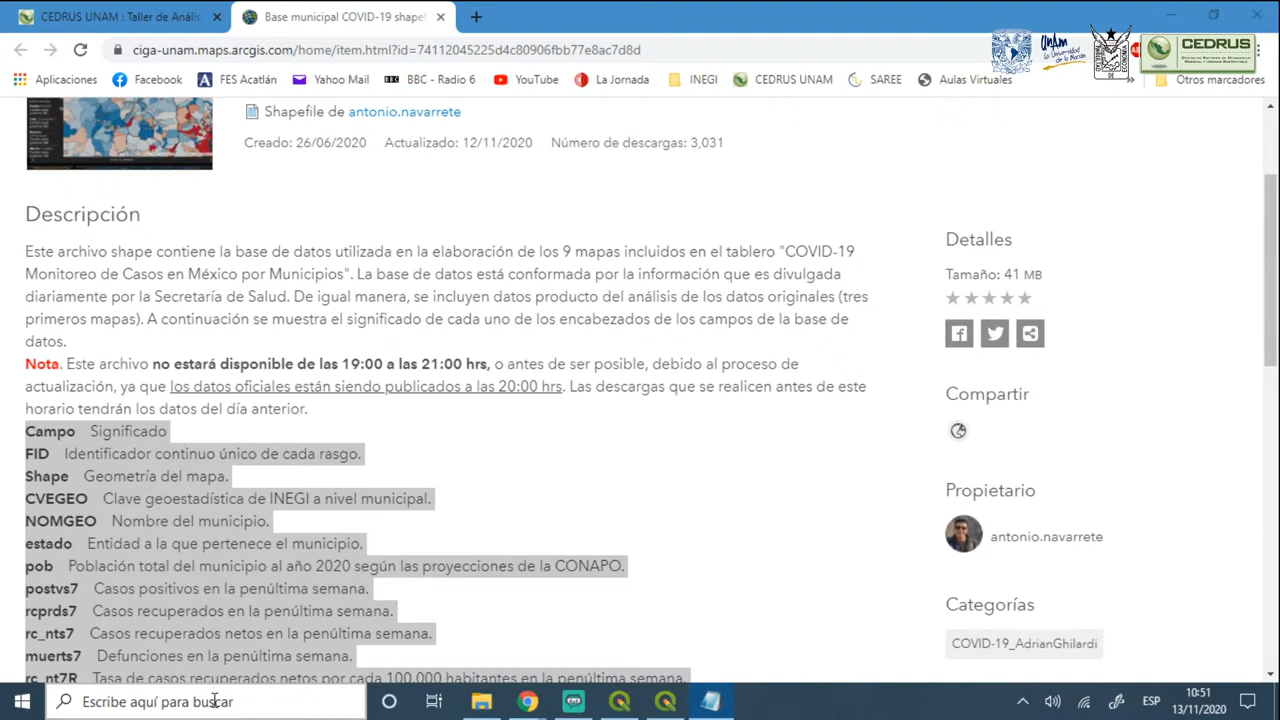 CEDRUS UNAM : Taller de Anális
Base municipal COVID-19 shapef
ciga-unam.maps.arcgis.com/home/item.html?id=74112045225d4c80906fbb77e8ac7d8d
CEDRUS
Aplicaciones Facebook FES Acatlán Yahoo Mail BBC - Radio 6 YouTube La Jornada INEGI CEDRUS UNAM SAREE Aulas Virtuales » Otros marcadores
Shapefile de antonio.navarrete
Creado: 26/06/2020 Actualizado: 12/11/2020 Número de descargas: 3,031
Descripción
Este archivo shape contiene la base de datos utilizada en la elaboración de los 9 mapas incluidos en el tablero "COVID-19
Monitoreo de Casos en México por Municipios". La base de datos está conformada por la información que es divulgada
diariamente por la Secretaría de Salud. De igual manera, se incluyen datos producto del análisis de los datos originales (tres
primeros mapas). A continuación se muestra el significado de cada uno de los encabezados de los campos de la base de
datos.
Nota. Este archivo no estará disponible de las 19:00 a las 21:00 hrs, o antes de ser posible, debido al proceso de
actualización, ya que los datos oficiales están siendo publicados a las 20:00 hrs. Las descargas que se realicen antes de este
horario tendrán los datos del día anterior.
Campo Significado
FID Identificador continuo único de cada rasgo.
Shape Geometría del mapa.
CVEGEO Clave geoestadística de INEGI a nivel municipal.
NOMGEO Nombre del municipio.
estado Entidad a la que pertenece el municipio.
pob Población total del municipio al año 2020 según las proyecciones de la CONAPO.
postvs7 Casos positivos en la penúltima semana.
rcprds7 Casos recuperados en la penúltima semana.
rc_nts7 Casos recuperados netos en la penúltima semana.
muerts7 Defunciones en la penúltima semana.
rc_nt7R Tasa de casos recuperados netos por cada 100,000 habitantes en la penúltima semana.
Detalles
Tamaño: 41 MB
Compartir
Propietario
antonio.navarrete
Categorías
COVID-19_AdrianGhilardi
Escribe aquí para buscar
ESP
10:51
13/11/2020